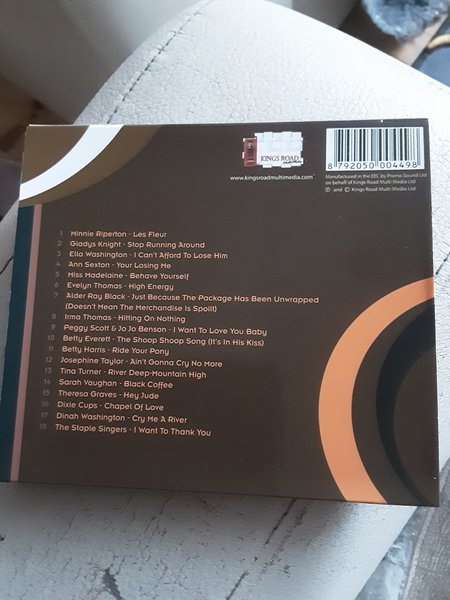 KINGS ROAD
www.kingsroadmultimedia.com
8 792050 004498
Manufactured in the EEC by Promo Sound Ltd
on behalf of Kings Road Multi Media Ltd
℗ and © Kings Road Multi Media Ltd
1 Minnie Riperton - Les Fleur
2 Gladys Knight - Stop Running Around
3 Ella Washington - I Can't Afford To Lose Him
4 Ann Sexton - Your Losing Me
5 Miss Madelaine - Behave Yourself
6 Evelyn Thomas - High Energy
7 Alder Ray Black - Just Because The Package Has Been Unwrapped
(Doesn't Mean The Merchandise Is Spoilt)
8 Irma Thomas - Hitting On Nothing
9 Peggy Scott & Jo Jo Benson - I Want To Love You Baby
10 Betty Everett - The Shoop Shoop Song (It's In His Kiss)
11 Betty Harris - Ride Your Pony
12 Josephine Taylor - Ain't Gonna Cry No More
13 Tina Turner - River Deep-Mountain High
14 Sarah Vaughan - Black Coffee
15 Theresa Graves - Hey Jude
16 Dixie Cups - Chapel Of Love
17 Dinah Washington - Cry Me A River
18 The Staple Singers - I Want To Thank You